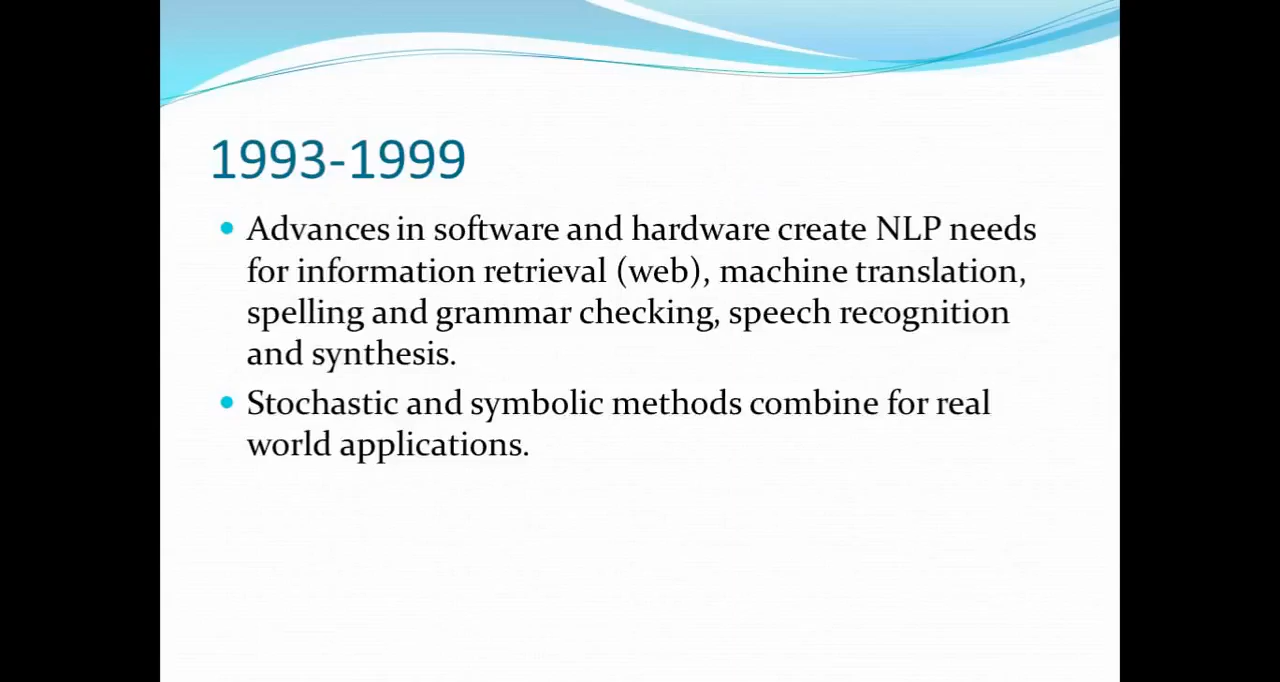 1993-1999
Advances in software and hardware create NLP needs
for information retrieval (web), machine translation,
spelling and grammar checking, speech recognition
and synthesis.
Stochastic and symbolic methods combine for real
world applications.